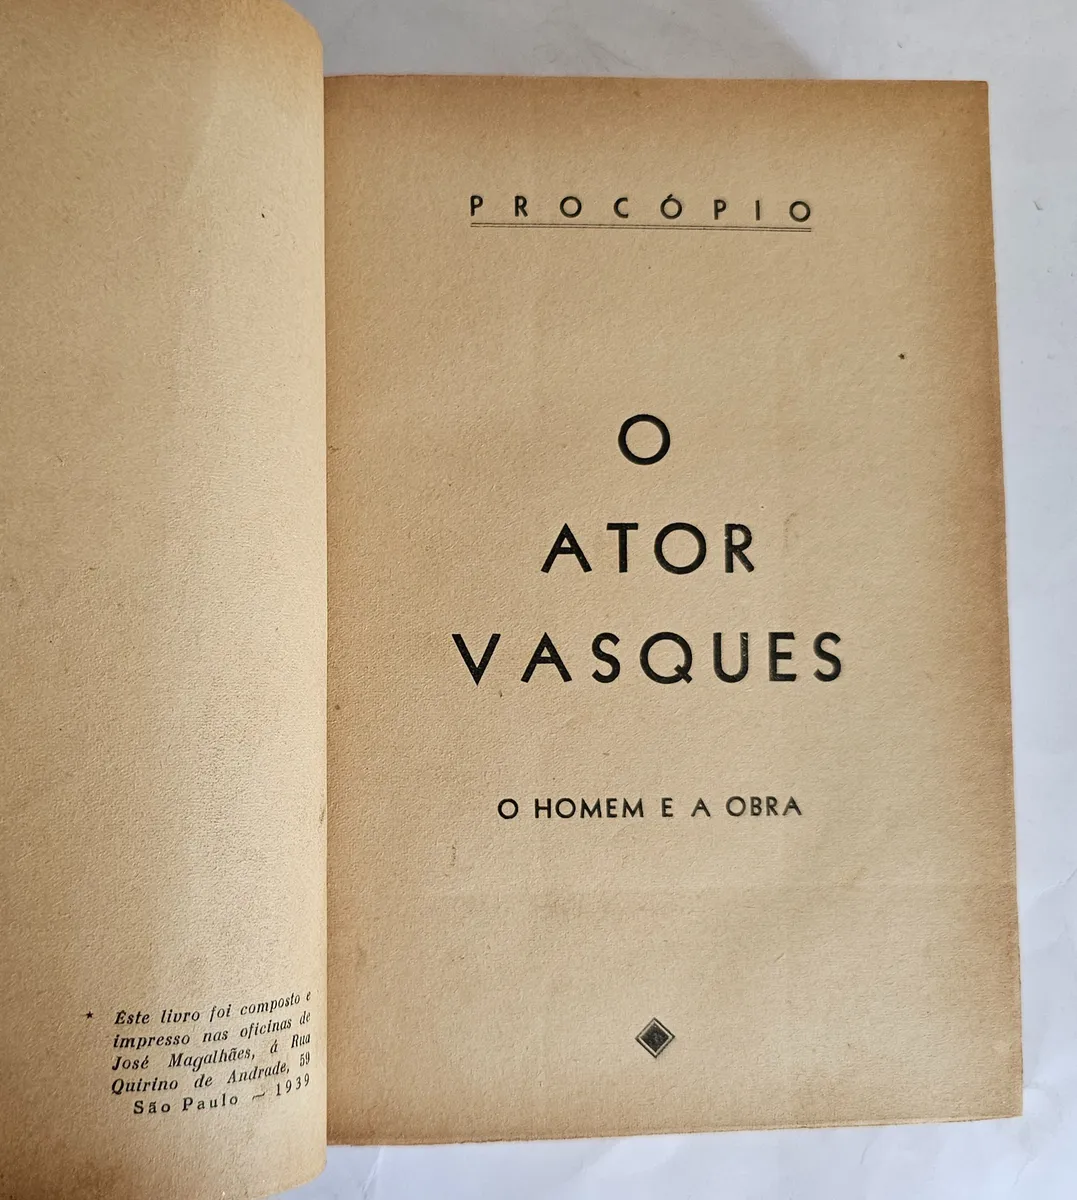 * Êste livro foi composto e
impresso nas oficinas de
José Magalhães, á Rua
Quirino de Andrade, 59
São Paulo — 1939
PROCÓPIO
O
ATOR
VASQUES
O HOMEM E A OBRA